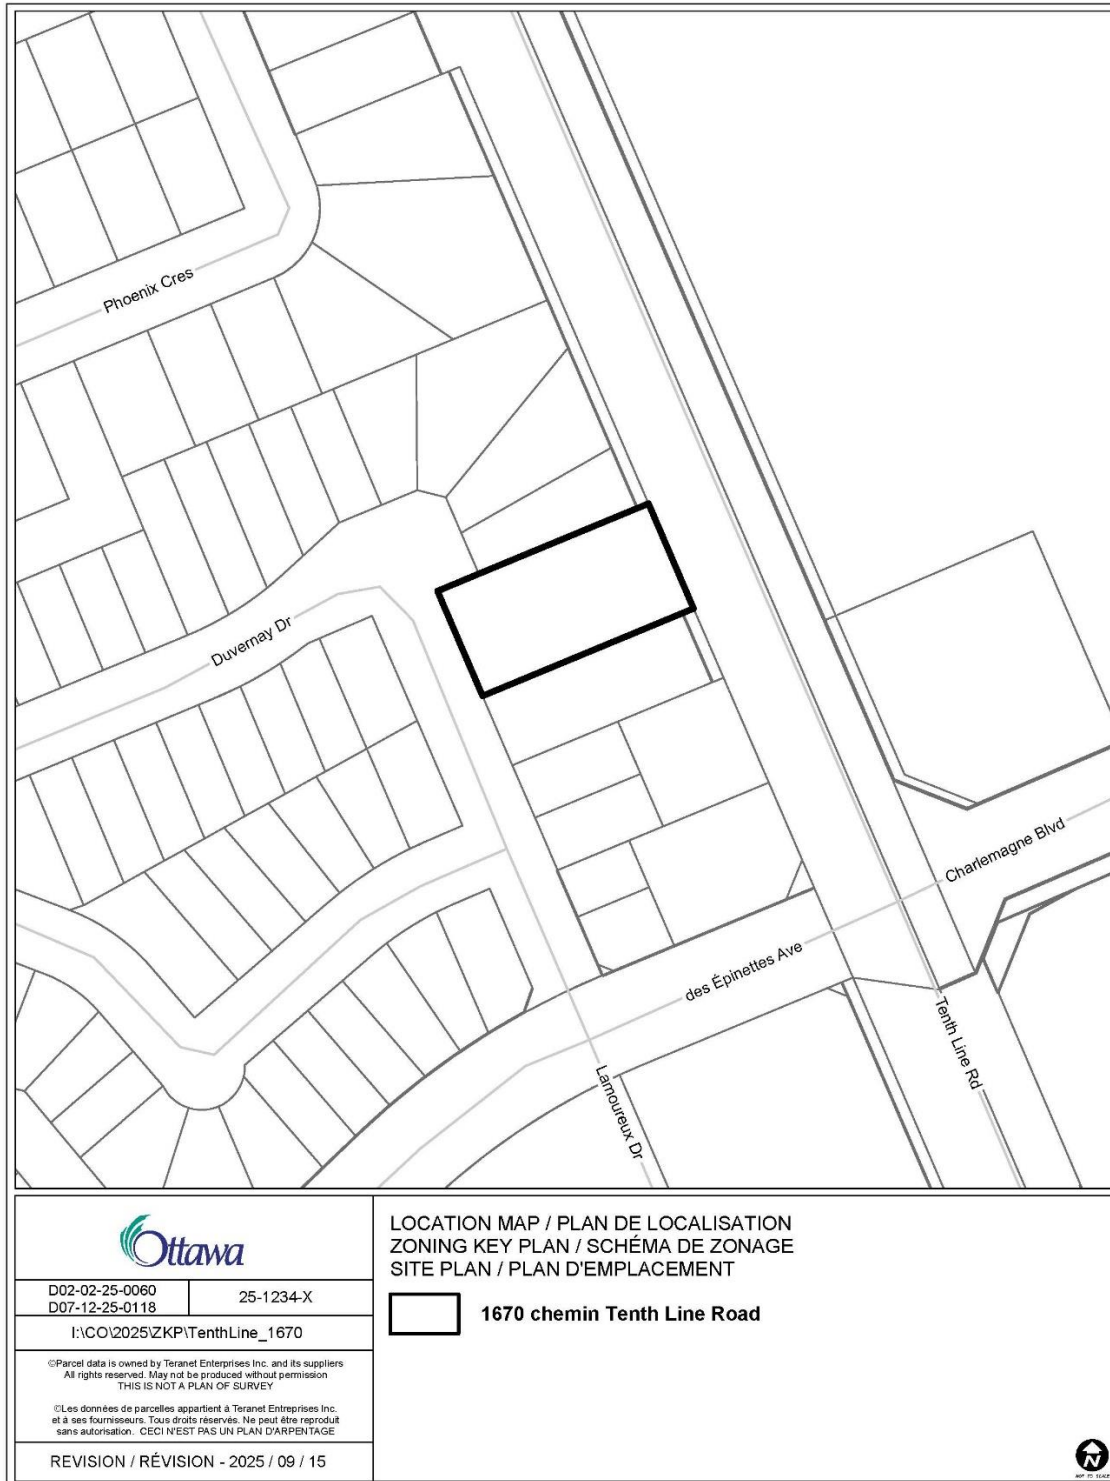 Phoenix Cres
Duvernay Dr
Charlemagne Blvd
des Épinettes Ave
Tenth Line Rd
Lamoureux Dr
Ottawa
D02-02-25-0060
D07-12-25-0118
25-1234-X
I:\CO\2025\ZKP\TenthLine_1670
©Parcel data is owned by Teranet Enterprises Inc. and its suppliers
All rights reserved. May not be produced without permission
THIS IS NOT A PLAN OF SURVEY
©Les données de parcelles appartient à Teranet Entreprises Inc.
et à ses fournisseurs. Tous droits réservés. Ne peut être reproduit
sans autorisation. CECI N'EST PAS UN PLAN D'ARPENTAGE
REVISION / RÉVISION - 2025 / 09 / 15
LOCATION MAP / PLAN DE LOCALISATION
ZONING KEY PLAN / SCHÉMA DE ZONAGE
SITE PLAN / PLAN D'EMPLACEMENT
1670 chemin Tenth Line Road
N
NOT TO SCALE